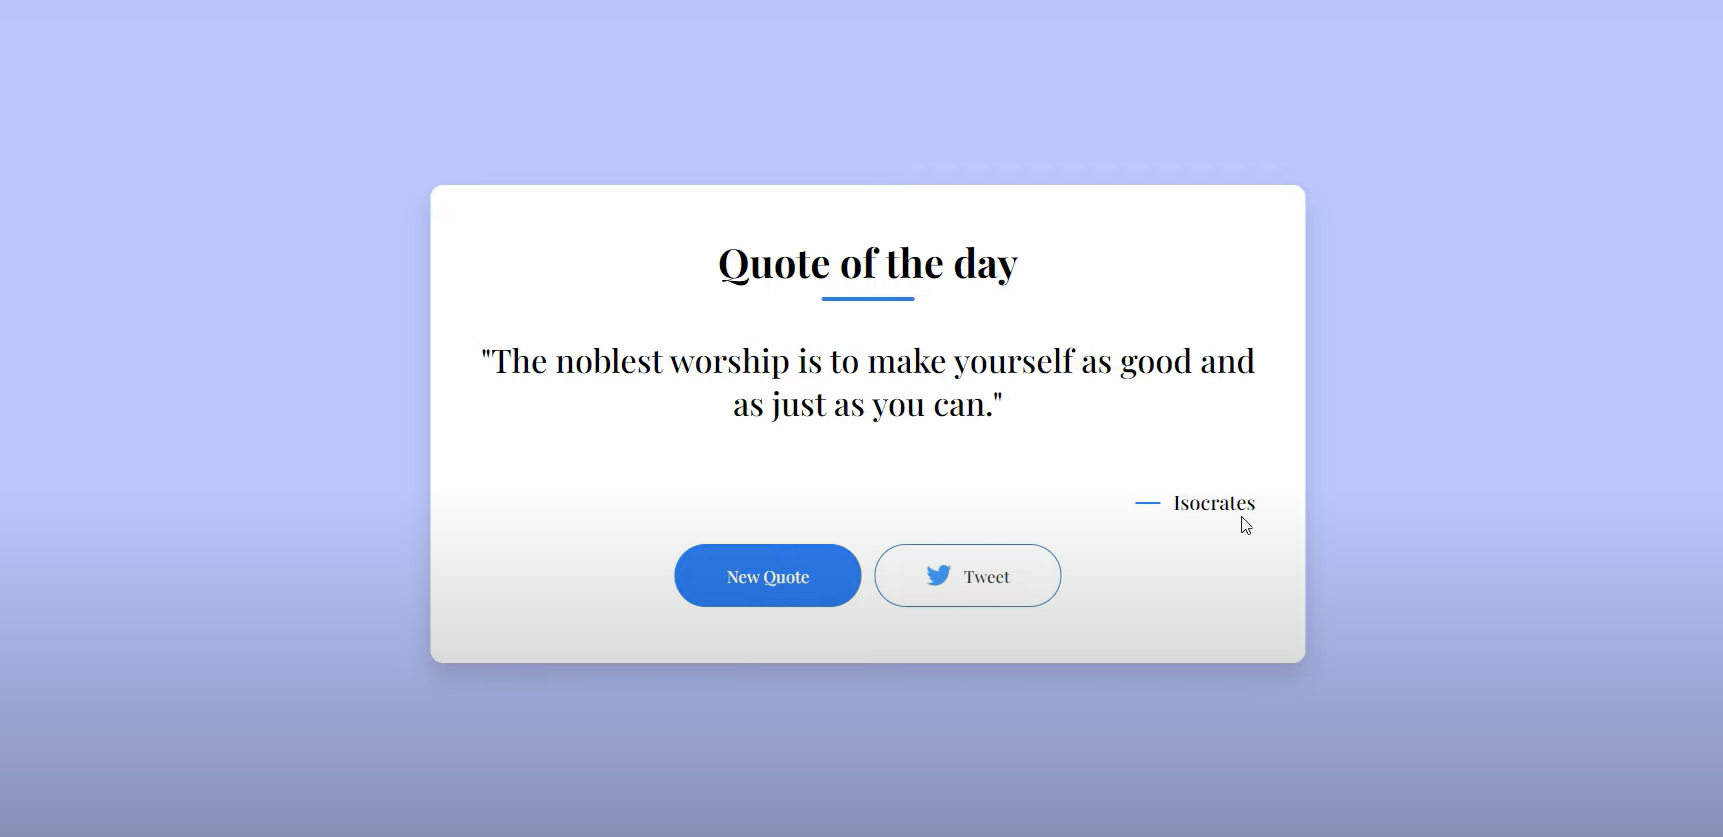 Quote of the day
"The noblest worship is to make yourself as good and
as just as you can."
Isocrates
New Quote
Tweet